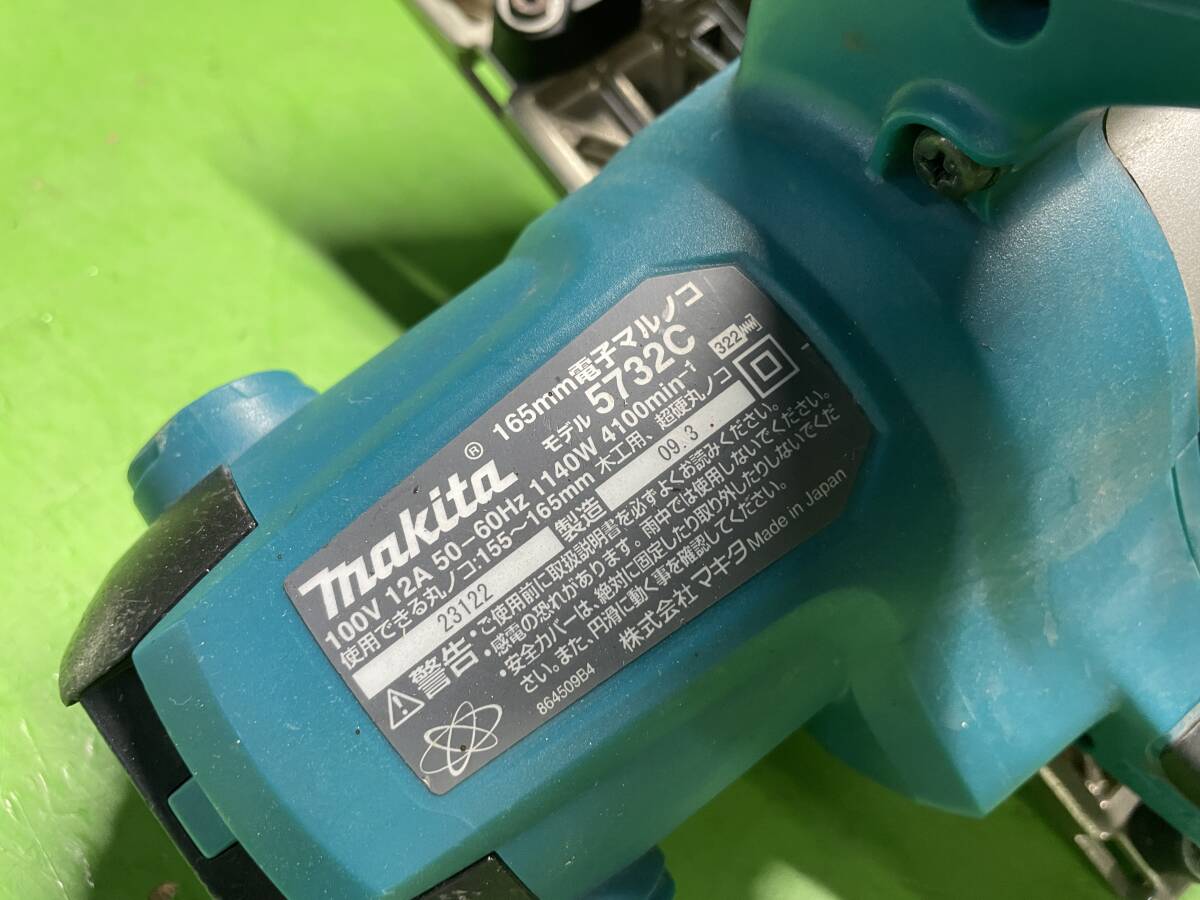 makita® 165mm電子マルノコ
モデル 5732C
100V 12A 50-60Hz 1140W 4100min⁻¹ 322
使用できる丸ノコ:155〜165mm 木工用、超硬丸ノコ
23122 製造 09.3.
⚠警告
・ご使用前に取扱説明書を必ずよくお読みください。
・感電の恐れがあります。雨中では使用しないでください。
・安全カバーは、絶対に固定したり取り外したりしないでくだ
さい。また、円滑に動く事を確認してください。
864509B4 株式会社 マキタ Made in Japan